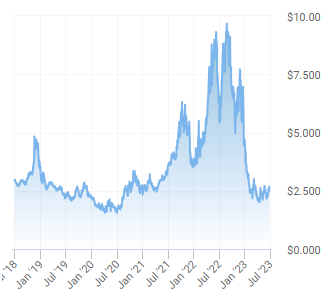 $10.00
$7.500
$5.000
$2.500
$0.000
'18
Jan '19
Jul '19
Jan '20
Jul '20
Jan '21
Jul '21
Jan '22
Jul '22
Jan '23
Jul '23